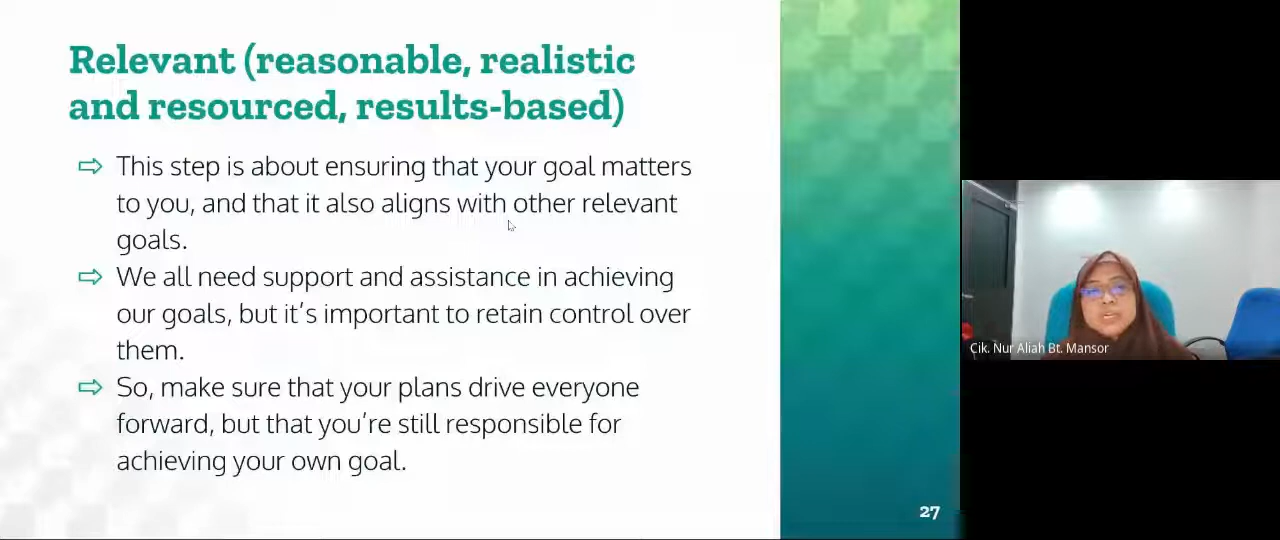 Relevant (reasonable, realistic
and resourced, results-based)
⇨ This step is about ensuring that your goal matters
to you, and that it also aligns with other relevant
goals.
⇨ We all need support and assistance in achieving
our goals, but it’s important to retain control over
them.
⇨ So, make sure that your plans drive everyone
forward, but that you’re still responsible for
achieving your own goal.
27
Cik. Nur Aliah Bt. Mansor